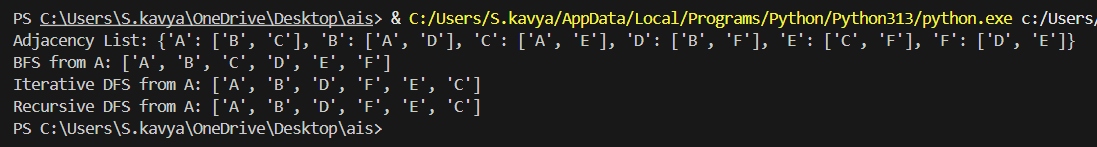 PS C:\Users\S.kavya\OneDrive\Desktop\ais> & C:/Users/S.kavya/AppData/Local/Programs/Python/Python313/python.exe c:/Users/
Adjacency List: {'A': ['B', 'C'], 'B': ['A', 'D'], 'C': ['A', 'E'], 'D': ['B', 'F'], 'E': ['C', 'F'], 'F': ['D', 'E']}
BFS from A: ['A', 'B', 'C', 'D', 'E', 'F']
Iterative DFS from A: ['A', 'B', 'D', 'F', 'E', 'C']
Recursive DFS from A: ['A', 'B', 'D', 'F', 'E', 'C']
PS C:\Users\S.kavya\OneDrive\Desktop\ais>